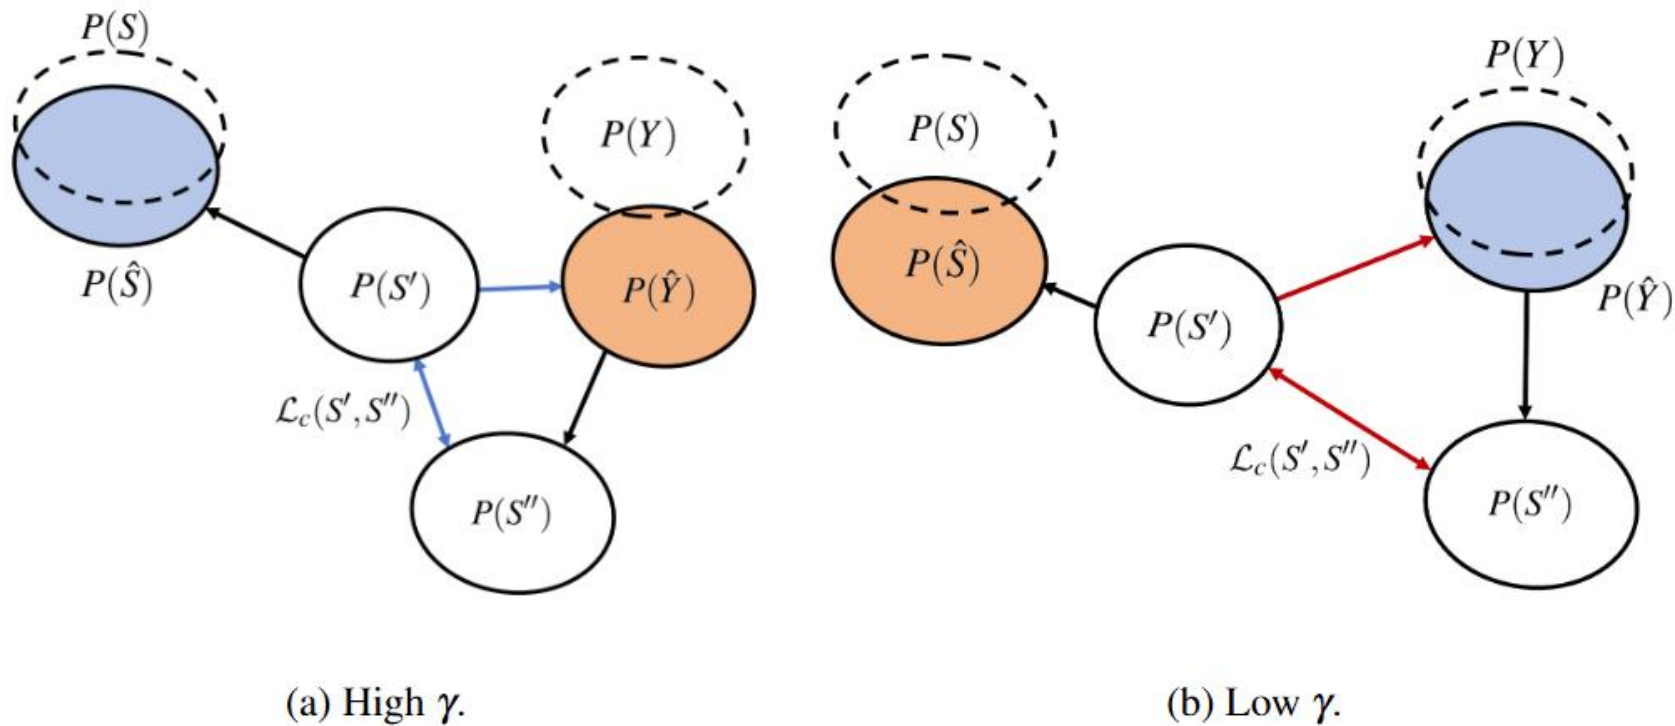 P(S)
P(Ŝ)
P(S′)
P(Y)
P(Ŷ)
ℒc(S′, S″)
P(S″)
(a) High γ.
P(S)
P(Ŝ)
P(S′)
P(Y)
P(Ŷ)
ℒc(S′, S″)
P(S″)
(b) Low γ.